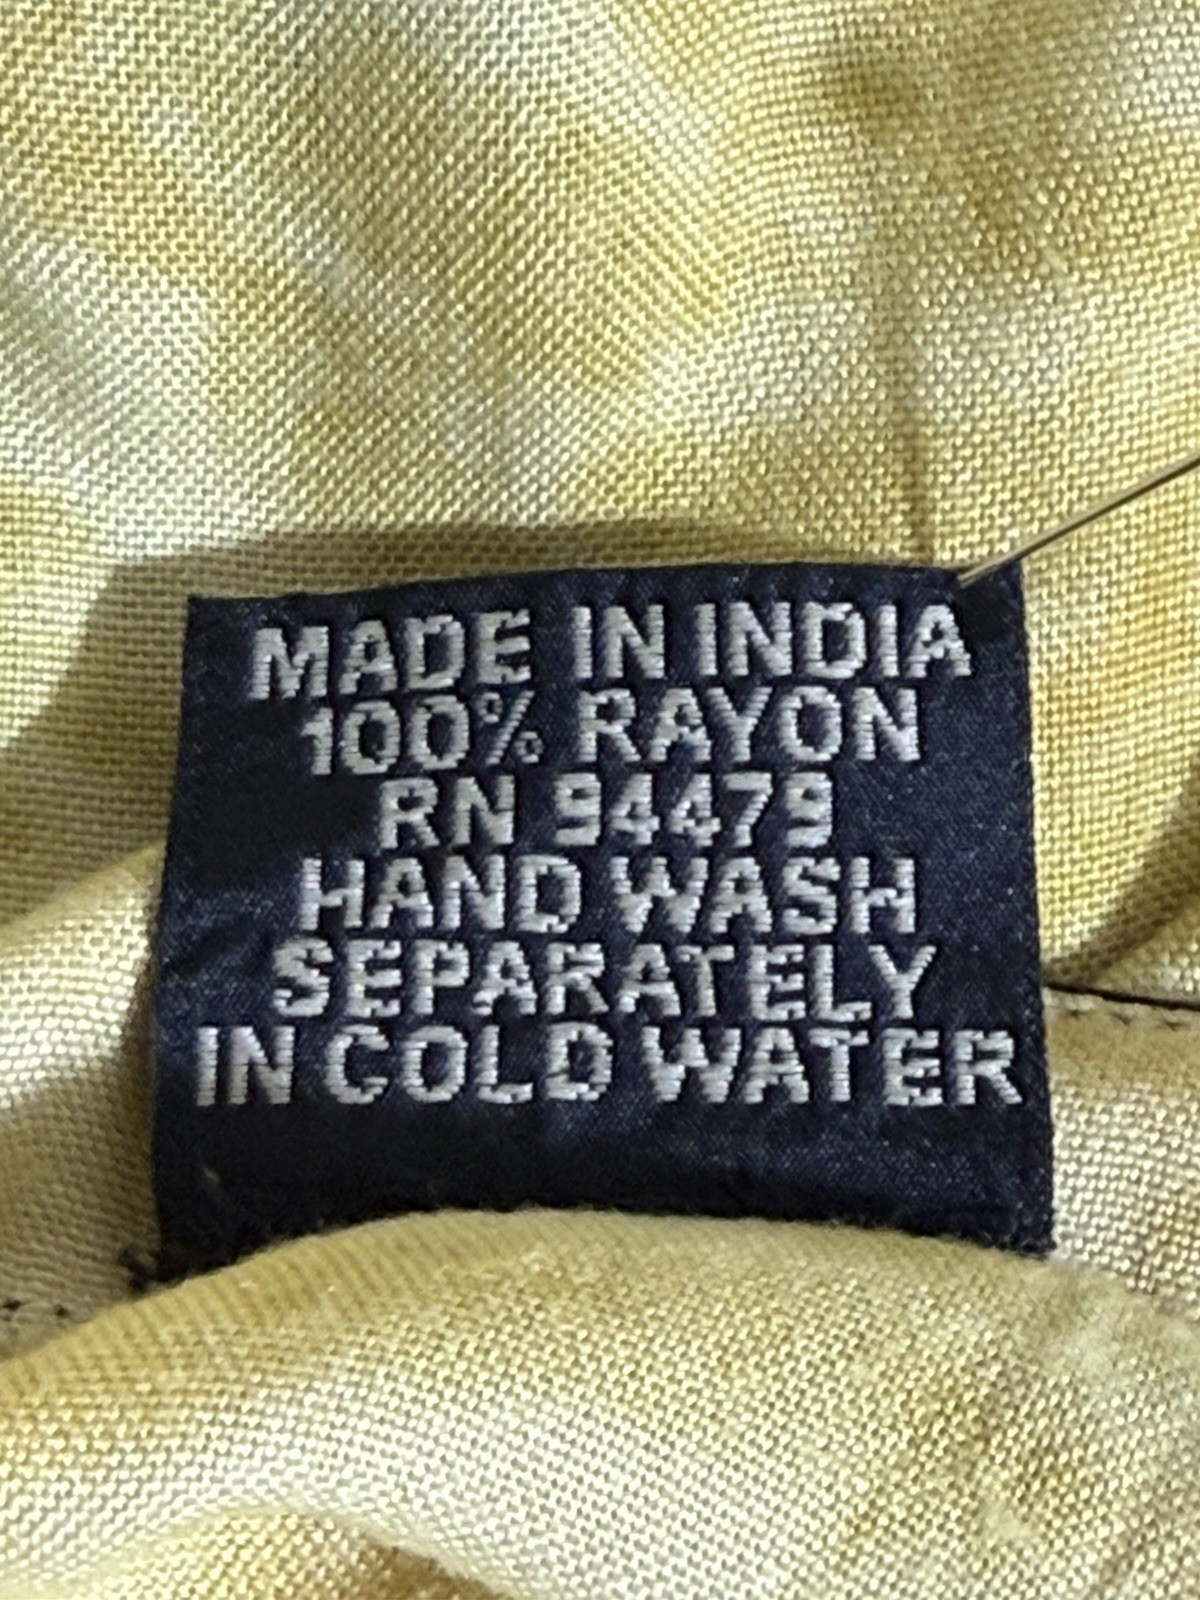 MADE IN INDIA
100% RAYON
RN 94479
HAND WASH
SEPARATELY
IN COLD WATER